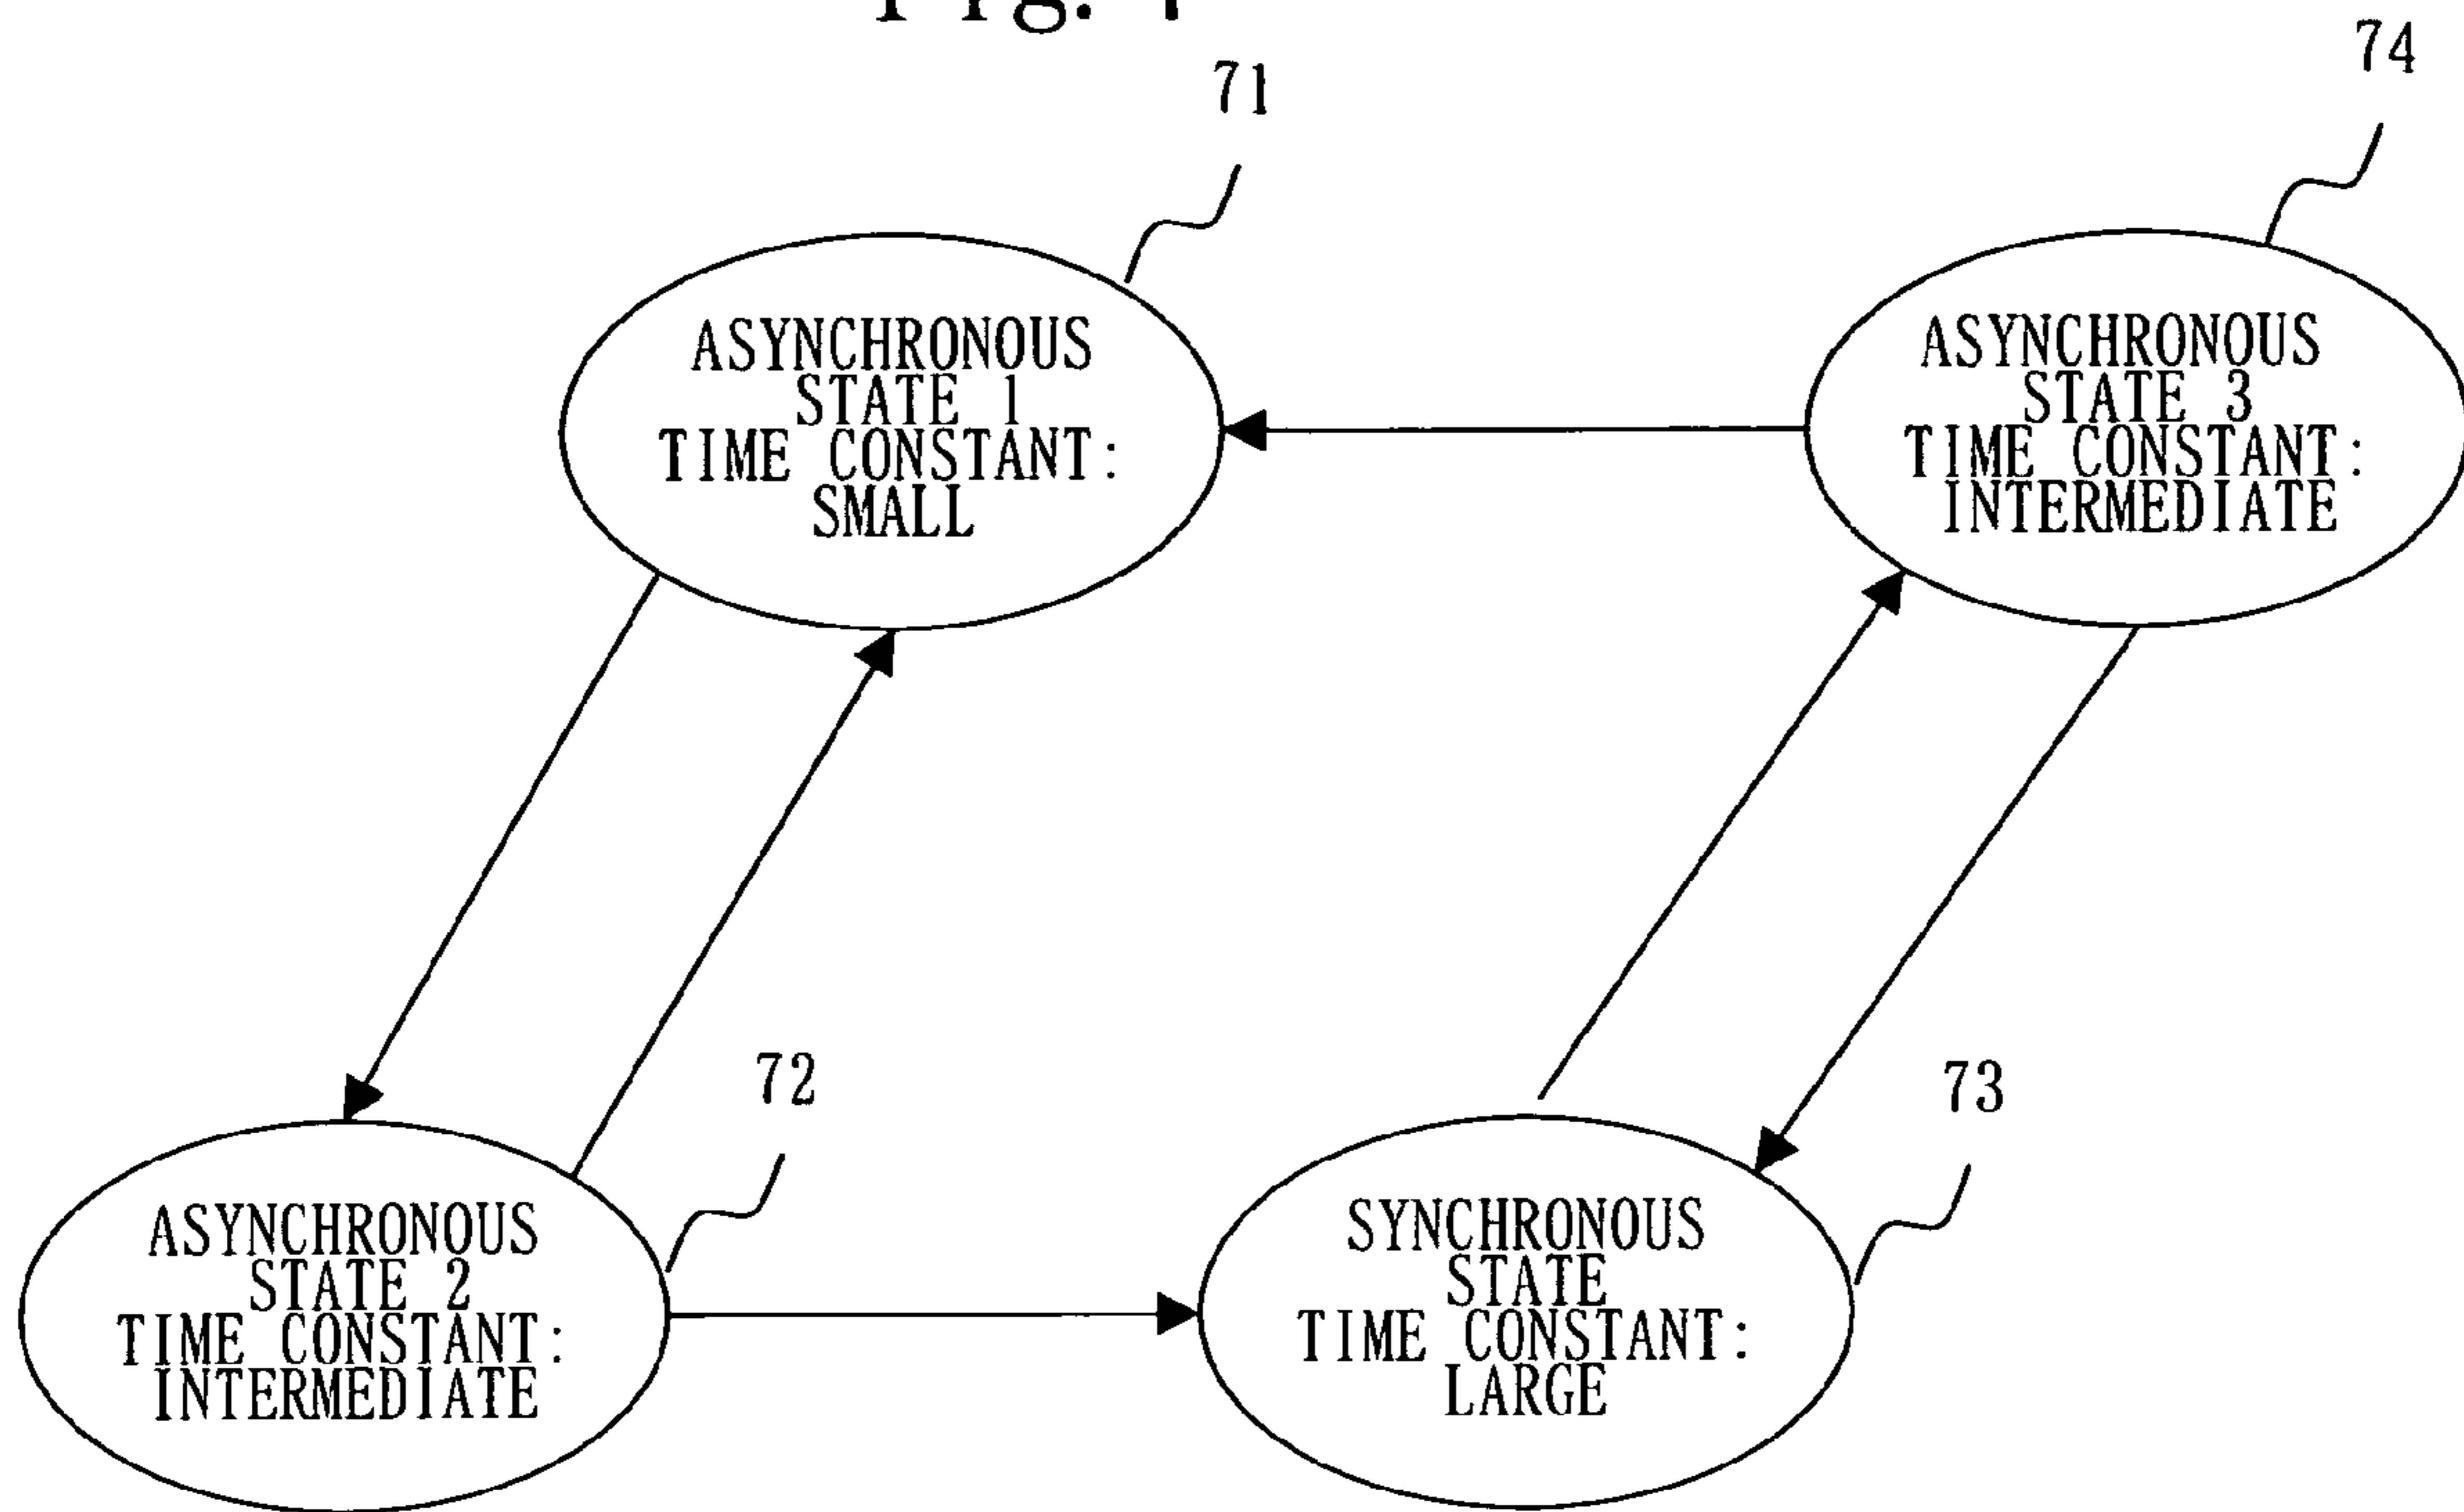 Fig.
71
74
ASYNCHRONOUS
STATE 1
TIME CONSTANT:
SMALL
ASYNCHRONOUS
STATE 3
TIME CONSTANT:
INTERMEDIATE
72
73
ASYNCHRONOUS
STATE 2
TIME CONSTANT:
INTERMEDIATE
SYNCHRONOUS
STATE
TIME CONSTANT:
LARGE